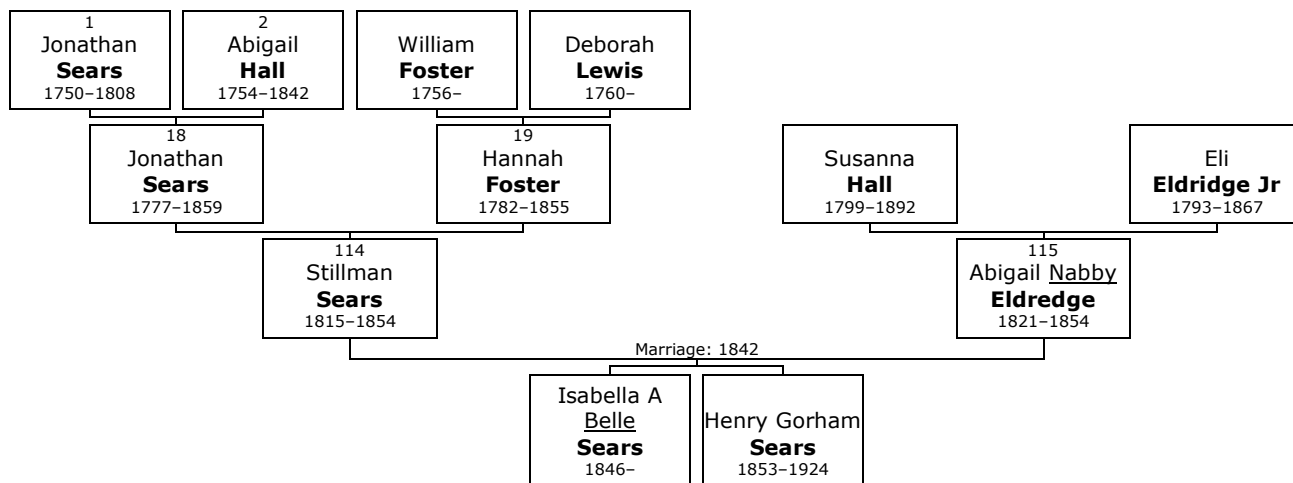 1
Jonathan
Sears
1750–1808
2
Abigail
Hall
1754–1842
William
Foster
1756–
Deborah
Lewis
1760–
18
Jonathan
Sears
1777–1859
19
Hannah
Foster
1782–1855
Susanna
Hall
1799–1892
Eli
Eldridge Jr
1793–1867
114
Stillman
Sears
1815–1854
115
Abigail Nabby
Eldredge
1821–1854
Marriage: 1842
Isabella A
Belle
Sears
1846–
Henry Gorham
Sears
1853–1924